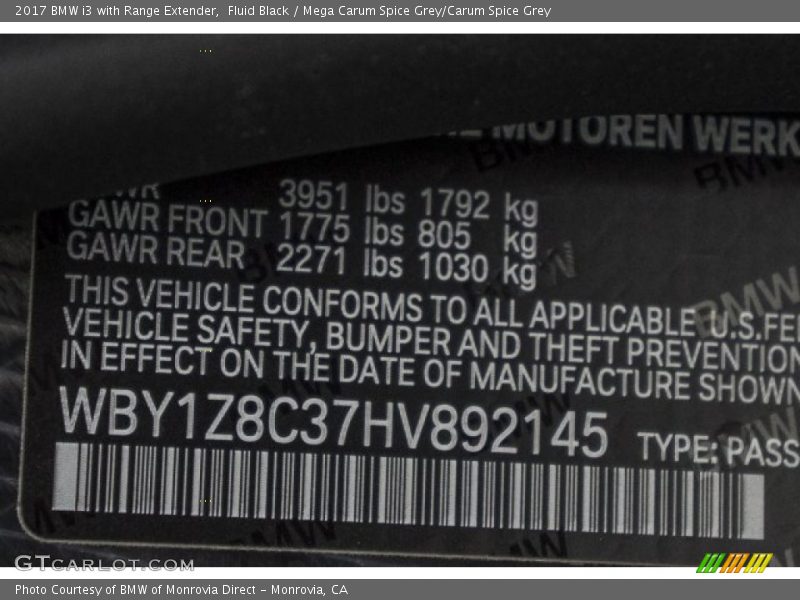 2017 BMW i3 with Range Extender,  Fluid Black / Mega Carum Spice Grey/Carum Spice Grey
MOTOREN WERK
3951 lbs 1792 kg
GAWR FRONT 1775 lbs 805 kg
GAWR REAR 2271 lbs 1030 kg
THIS VEHICLE CONFORMS TO ALL APPLICABLE U.S.FE
VEHICLE SAFETY, BUMPER AND THEFT PREVENTION
IN EFFECT ON THE DATE OF MANUFACTURE SHOWN
WBY1Z8C37HV892145 TYPE: PASS
GTCARLOT.COM
Photo Courtesy of BMW of Monrovia Direct - Monrovia, CA